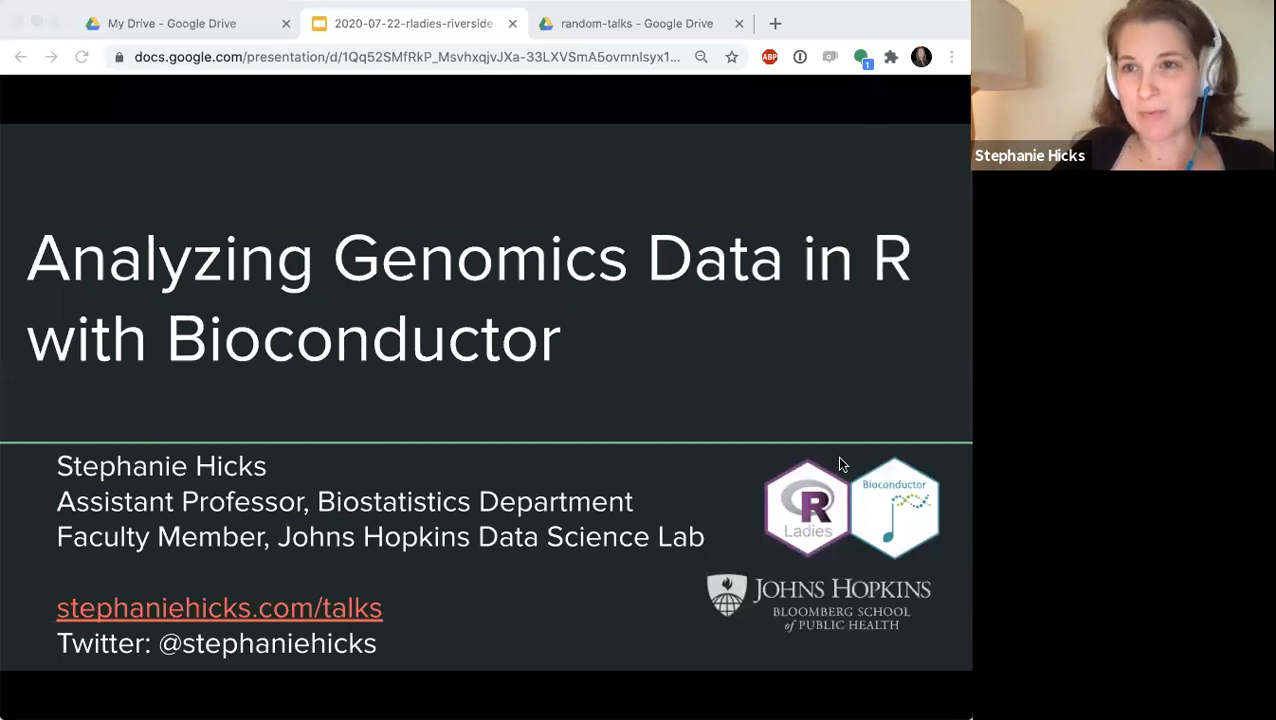 My Drive - Google Drive
2020-07-22-rladies-riverside
random-talks - Google Drive
docs.google.com/presentation/d/1Qq52SMfRkP_MsvhxqjvJXa-33LXVSmA5ovmnlsyx1...
ABP
1
Stephanie Hicks
Analyzing Genomics Data in R
with Bioconductor
Stephanie Hicks
Assistant Professor, Biostatistics Department
Faculty Member, Johns Hopkins Data Science Lab
R
Ladies
Bioconductor
stephaniehicks.com/talks
Twitter: @stephaniehicks
JOHNS HOPKINS
BLOOMBERG SCHOOL
of PUBLIC HEALTH